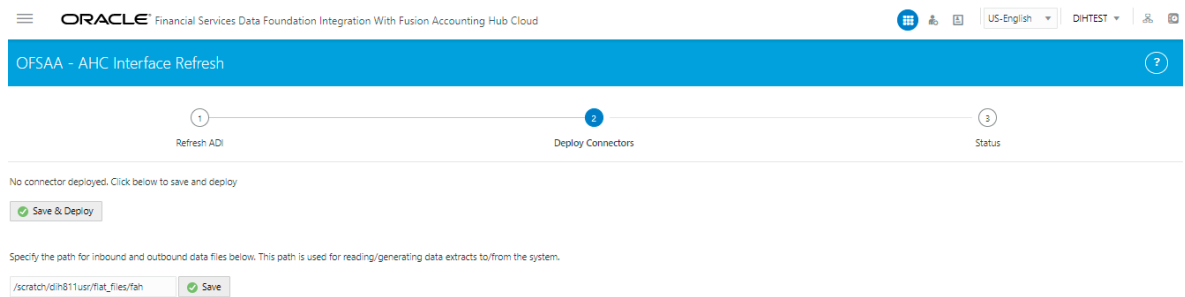 ORACLE® Financial Services Data Foundation Integration With Fusion Accounting Hub Cloud
US-English DIHTEST
OFSAA - AHC Interface Refresh ?
1 2 3
Refresh ADI Deploy Connectors Status
No connector deployed. Click below to save and deploy
Save & Deploy
Specify the path for inbound and outbound data files below. This path is used for reading/generating data extracts to/from the system.
/scratch/dih811usr/flat_files/fah Save